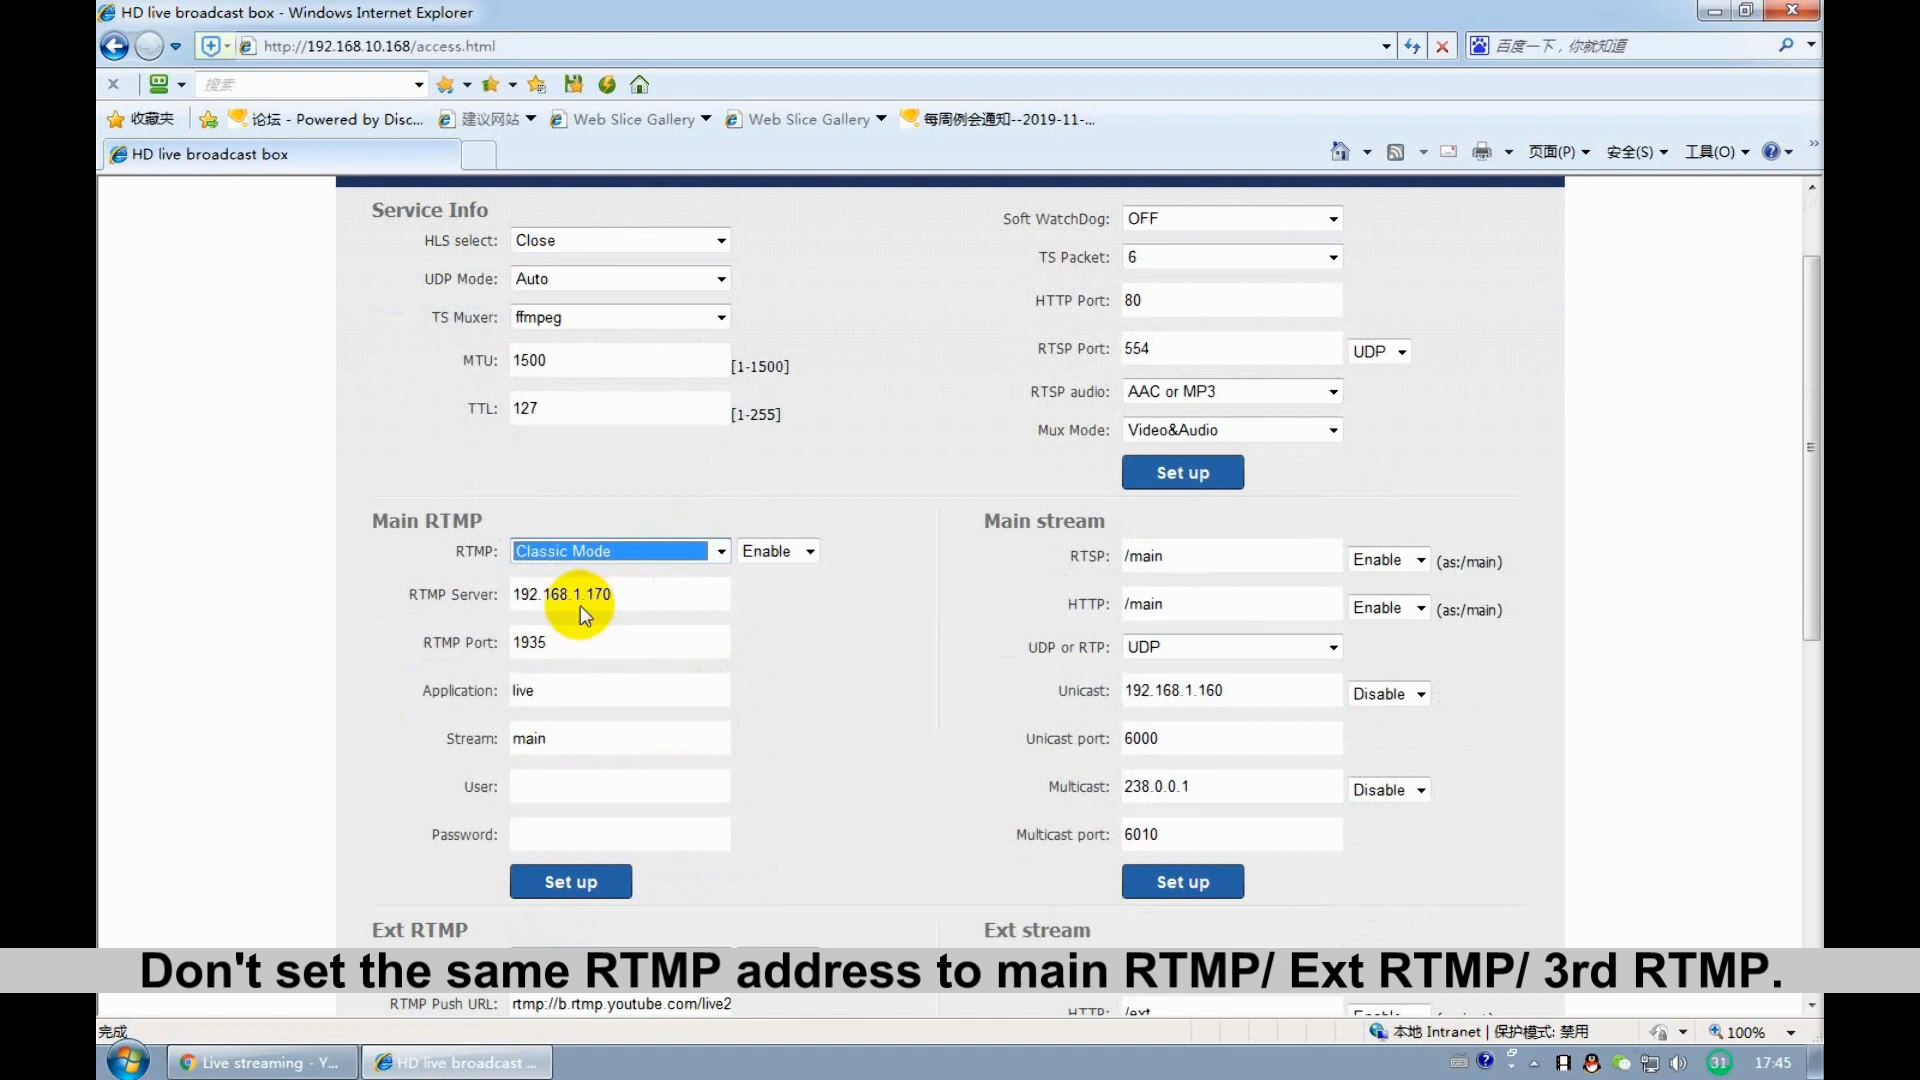 HD live broadcast box - Windows Internet Explorer
http://192.168.10.168/access.html
百度一下，你就知道
搜索
收藏夹 论坛 - Powered by Disc... 建议网站 Web Slice Gallery Web Slice Gallery 每周例会通知--2019-11-...
HD live broadcast box
页面(P) 安全(S) 工具(O) »
Service Info
HLS select: Close
UDP Mode: Auto
TS Muxer: ffmpeg
MTU: 1500 [1-1500]
TTL: 127 [1-255]
Soft WatchDog: OFF
TS Packet: 6
HTTP Port: 80
RTSP Port: 554 UDP
RTSP audio: AAC or MP3
Mux Mode: Video&Audio
Set up
Main RTMP
RTMP: Classic Mode Enable
RTMP Server: 192.168.1.170
RTMP Port: 1935
Application: live
Stream: main
User:
Password:
Set up
Main stream
RTSP: /main Enable (as:/main)
HTTP: /main Enable (as:/main)
UDP or RTP: UDP
Unicast: 192.168.1.160 Disable
Unicast port: 6000
Multicast: 238.0.0.1 Disable
Multicast port: 6010
Set up
Ext RTMP
Ext stream
Don't set the same RTMP address to main RTMP/ Ext RTMP/ 3rd RTMP.
RTMP Push URL: rtmp://b.rtmp.youtube.com/live2
HTTP: /ext
完成
本地 Intranet | 保护模式: 禁用
100%
Live streaming - Y...
HD live broadcast ...
31
17:45